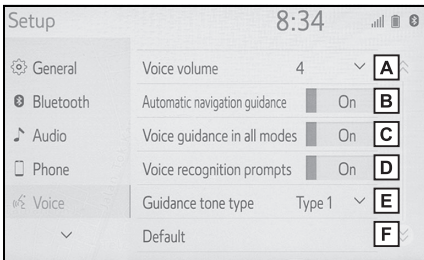 Setup 8:34
General Voice volume 4 A
Bluetooth Automatic navigation guidance On B
Audio Voice guidance in all modes On C
Phone Voice recognition prompts On D
Voice Guidance tone type Type 1 E
Default F